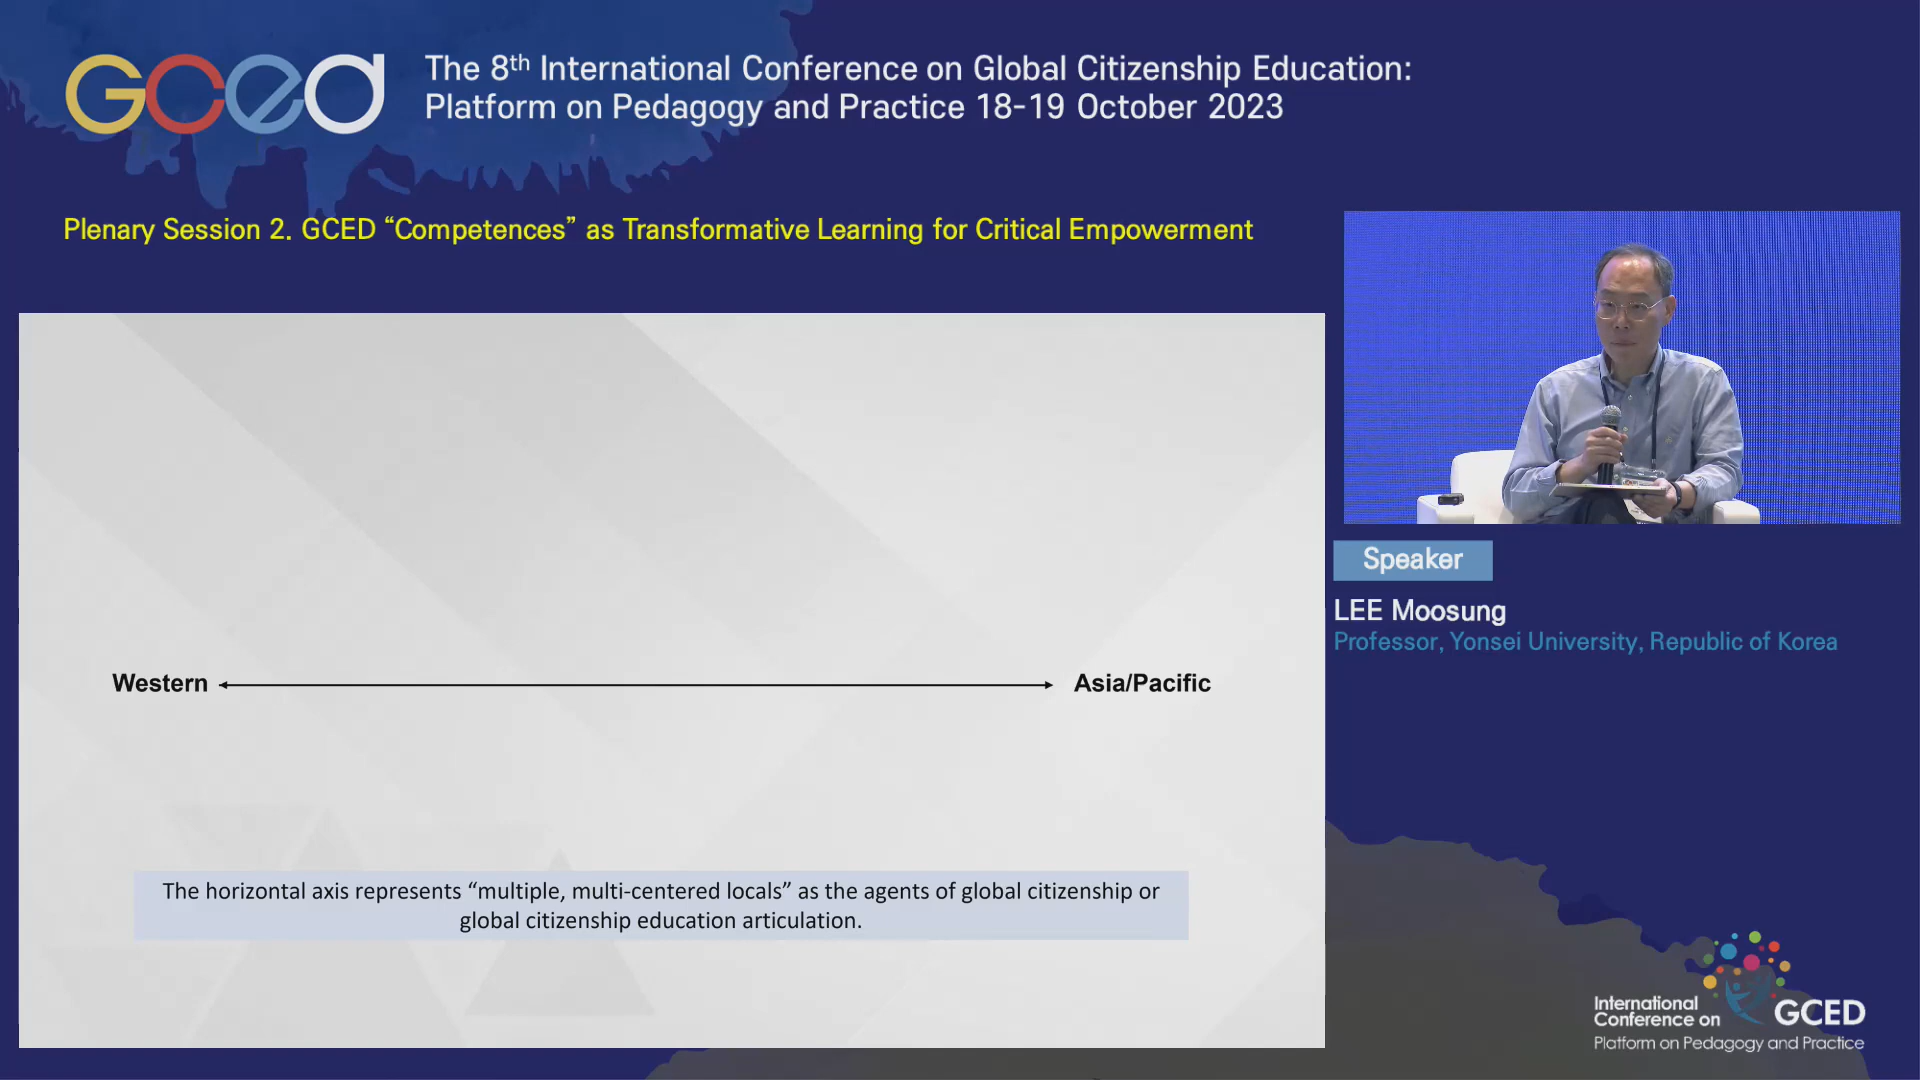 GCED
The 8th International Conference on Global Citizenship Education:
Platform on Pedagogy and Practice 18-19 October 2023
Plenary Session 2. GCED “Competences” as Transformative Learning for Critical Empowerment
Western
Asia/Pacific
The horizontal axis represents “multiple, multi-centered locals” as the agents of global citizenship or
global citizenship education articulation.
Speaker
LEE Moosung
Professor, Yonsei University, Republic of Korea
International
Conference on GCED
Platform on Pedagogy and Practice